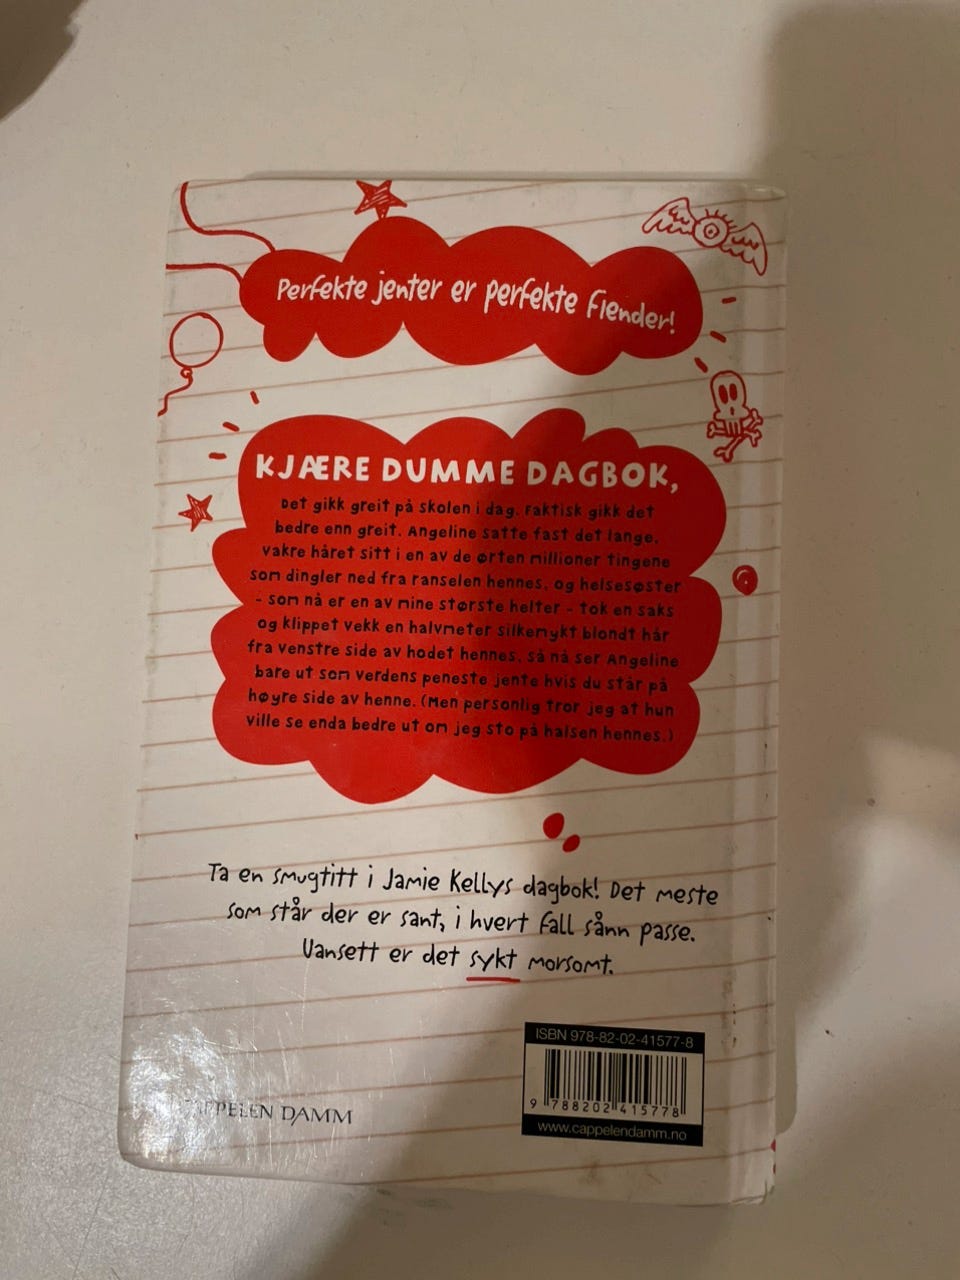 Perfekte jenter er perfekte fiender!
KJÆRE DUMME DAGBOK,
Det gikk greit på skolen i dag. Faktisk gikk det
bedre enn greit. Angeline satte fast det lange,
vakre håret sitt i en av de ørten millioner tingene
som dingler ned fra ranselen hennes, og helsesøster
- som nå er en av mine største helter - tok en saks
og klippet vekk en halvmeter silkemykt blondt hår
fra venstre side av hodet hennes, så nå ser Angeline
bare ut som verdens peneste jente hvis du står på
høyre side av henne. (Men personlig tror jeg at hun
ville se enda bedre ut om jeg sto på halsen hennes.)
Ta en smugtitt i Jamie Kellys dagbok! Det meste
som står der er sant, i hvert fall sånn passe.
Uansett er det sykt morsomt.
ISBN 978-82-02-41577-8
9 788202 415778
www.cappelendamm.no
CAPPELEN DAMM